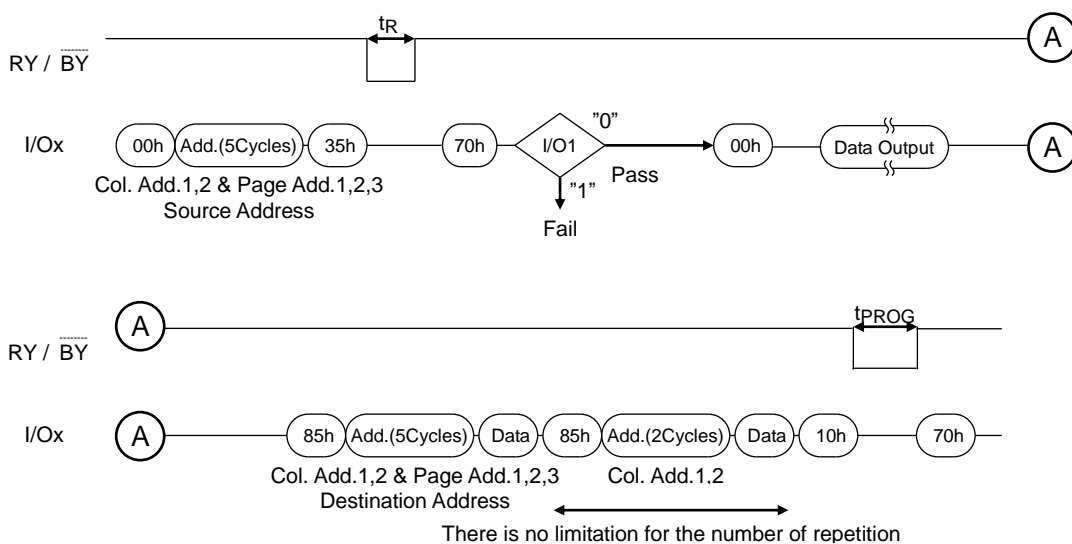 tR
A
RY / BY
I/Ox
00h Add.(5Cycles) 35h 70h I/O1 "0" 00h Data Output A
Pass
"1"
Col. Add.1,2 & Page Add.1,2,3
Source Address
Fail
A
tPROG
RY / BY
I/Ox
A 85h Add.(5Cycles) Data 85h Add.(2Cycles) Data 10h 70h
Col. Add.1,2 & Page Add.1,2,3 Col. Add.1,2
Destination Address
There is no limitation for the number of repetition